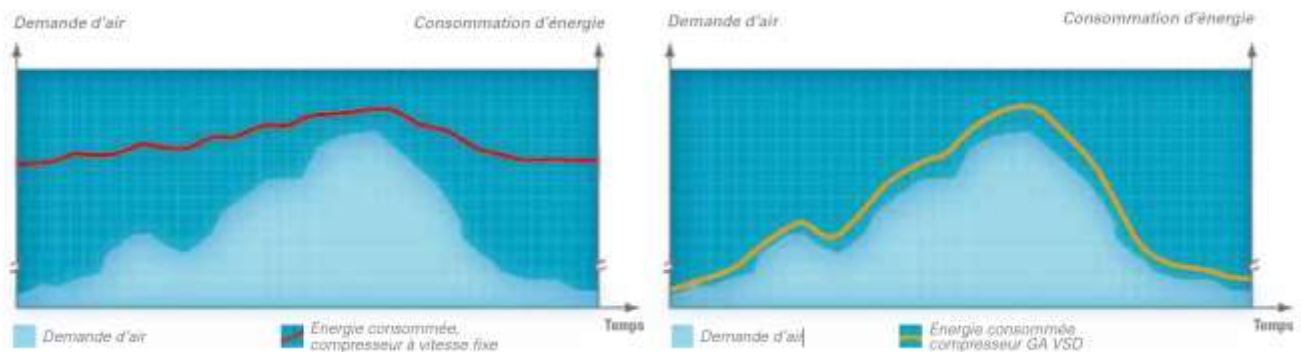 Demande d'air
Consommation d'énergie
Temps
Demande d'air
Energie consommée,
compresseur à vitesse fixe
Demande d'air
Consommation d'énergie
Temps
Demande d'air
Energie consommée
compresseur GA VSD